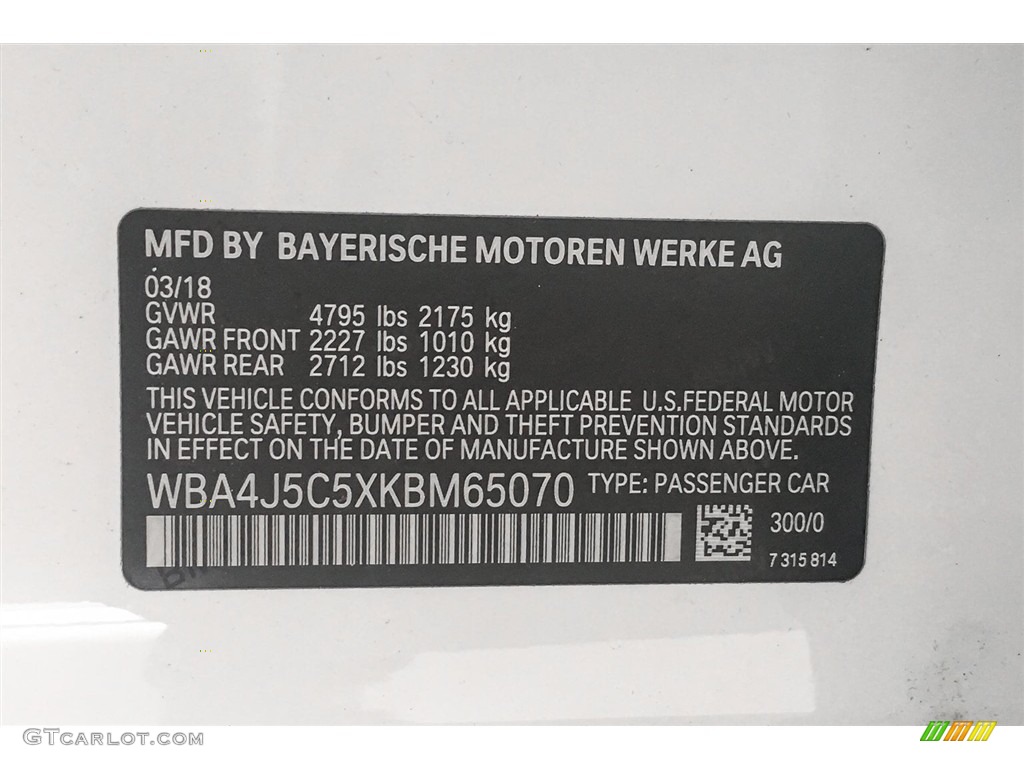 MFD BY BAYERISCHE MOTOREN WERKE AG
03/18
GVWR 4795 lbs 2175 kg
GAWR FRONT 2227 lbs 1010 kg
GAWR REAR 2712 lbs 1230 kg
THIS VEHICLE CONFORMS TO ALL APPLICABLE U.S.FEDERAL MOTOR
VEHICLE SAFETY, BUMPER AND THEFT PREVENTION STANDARDS
IN EFFECT ON THE DATE OF MANUFACTURE SHOWN ABOVE.
WBA4J5C5XKBM65070 TYPE: PASSENGER CAR
300/0
7 315 814
GTCARLOT.COM